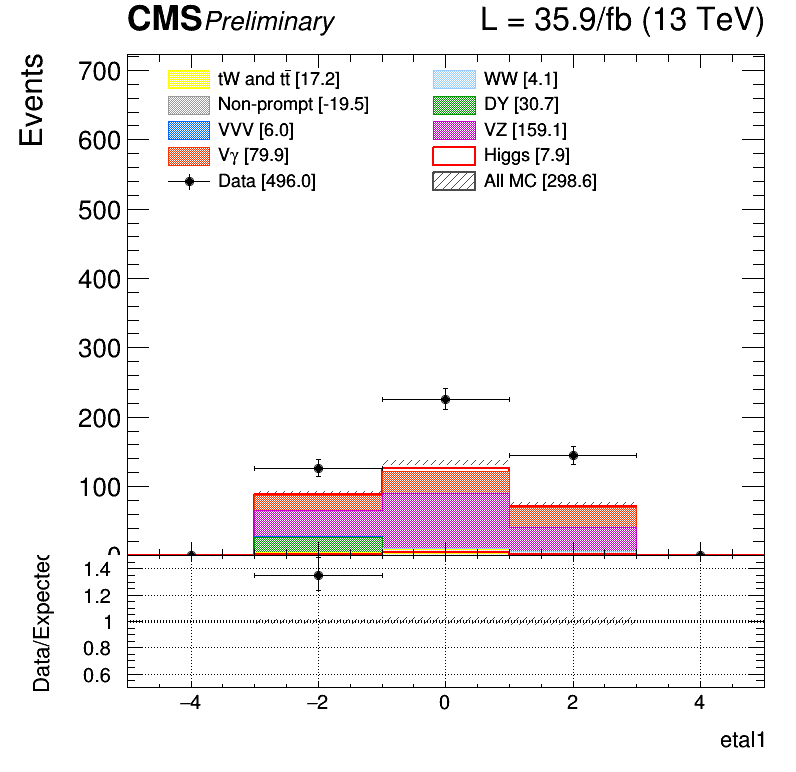 CMS Preliminary L = 35.9/fb (13 TeV)
Events
700
600
500
400
300
200
100
0
tW and tt̄ [17.2]
Non-prompt [-19.5]
VVV [6.0]
Vγ [79.9]
Data [496.0]
WW [4.1]
DY [30.7]
VZ [159.1]
Higgs [7.9]
All MC [298.6]
Data/Expected
1.4
1.2
1
0.8
0.6
−4 −2 0 2 4
etal1